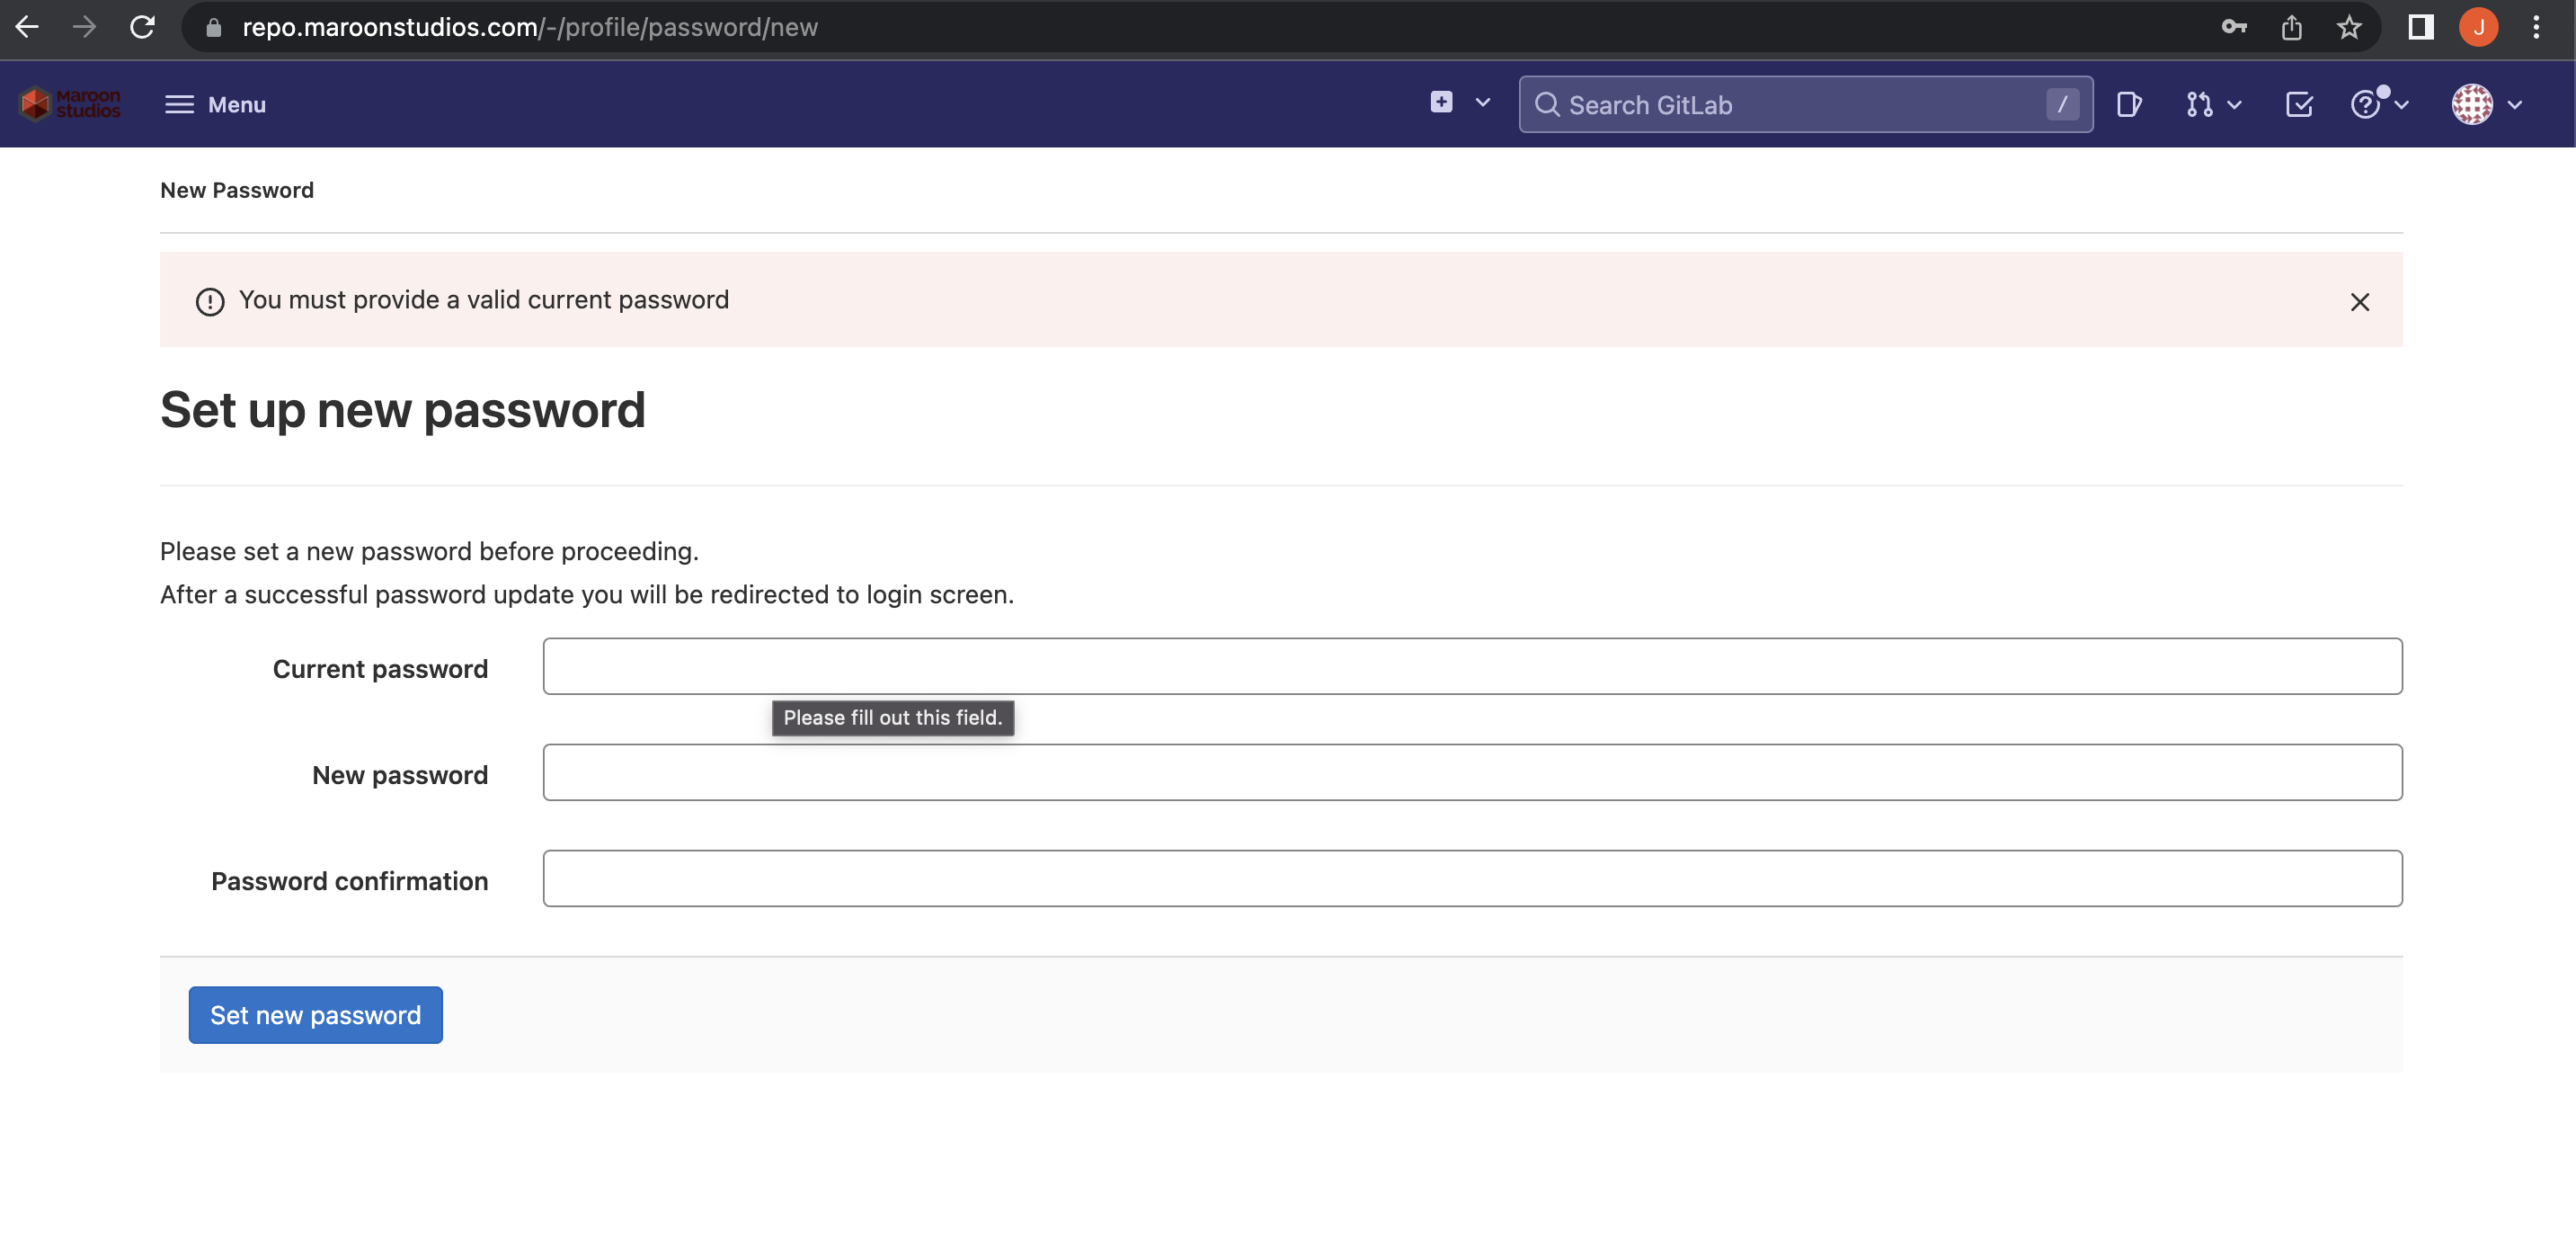 repo.maroonstudios.com/-/profile/password/new
J
Maroon
studios
Menu
Search GitLab
/
New Password
You must provide a valid current password
Set up new password
Please set a new password before proceeding.
After a successful password update you will be redirected to login screen.
Current password
Please fill out this field.
New password
Password confirmation
Set new password